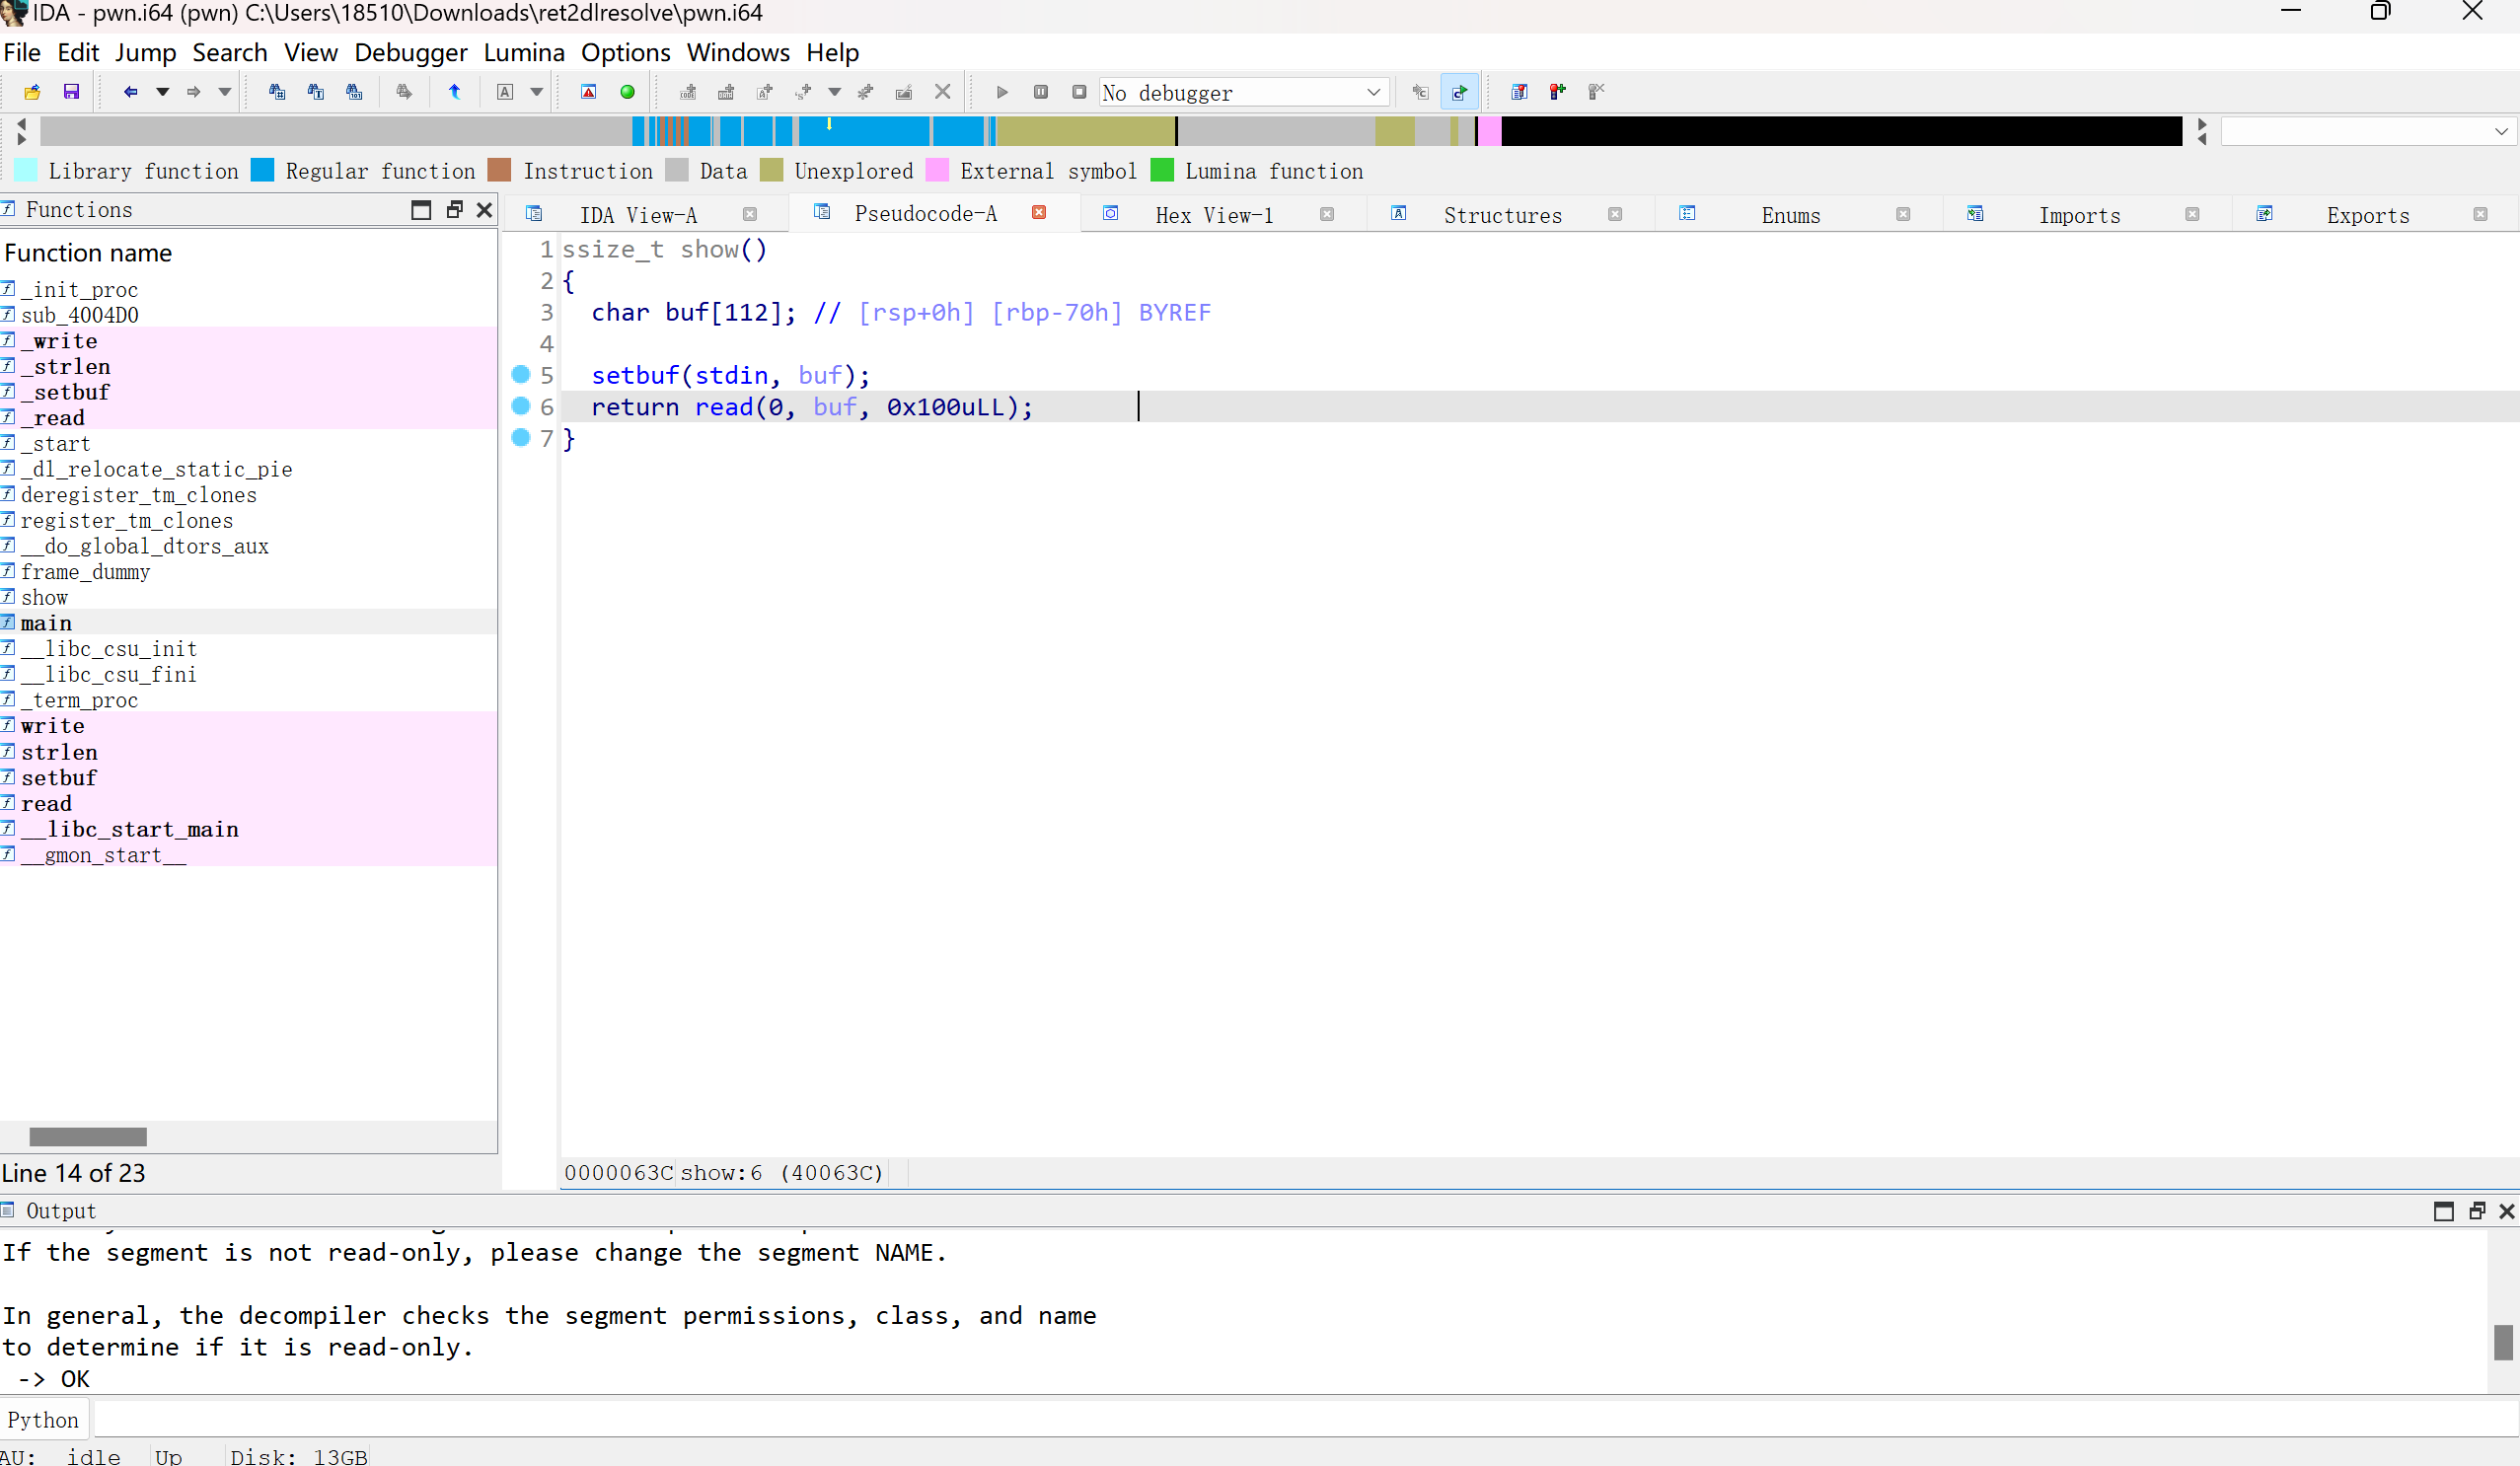 IDA - pwn.i64 (pwn) C:\Users\18510\Downloads\ret2dlresolve\pwn.i64
File Edit Jump Search View Debugger Lumina Options Windows Help
No debugger
Library function Regular function Instruction Data Unexplored External symbol Lumina function
Functions
Function name
_init_proc
sub_4004D0
_write
_strlen
_setbuf
_read
_start
_dl_relocate_static_pie
deregister_tm_clones
register_tm_clones
__do_global_dtors_aux
frame_dummy
show
main
__libc_csu_init
__libc_csu_fini
_term_proc
write
strlen
setbuf
read
__libc_start_main
__gmon_start__
Line 14 of 23
IDA View-A Pseudocode-A Hex View-1 Structures Enums Imports Exports
1 ssize_t show()
2 {
3 char buf[112]; // [rsp+0h] [rbp-70h] BYREF
4
5 setbuf(stdin, buf);
6 return read(0, buf, 0x100uLL);
7 }
0000063C show:6 (40063C)
Output
If the segment is not read-only, please change the segment NAME.
In general, the decompiler checks the segment permissions, class, and name
to determine if it is read-only.
-> OK
Python
AU: idle Up Disk: 13GB